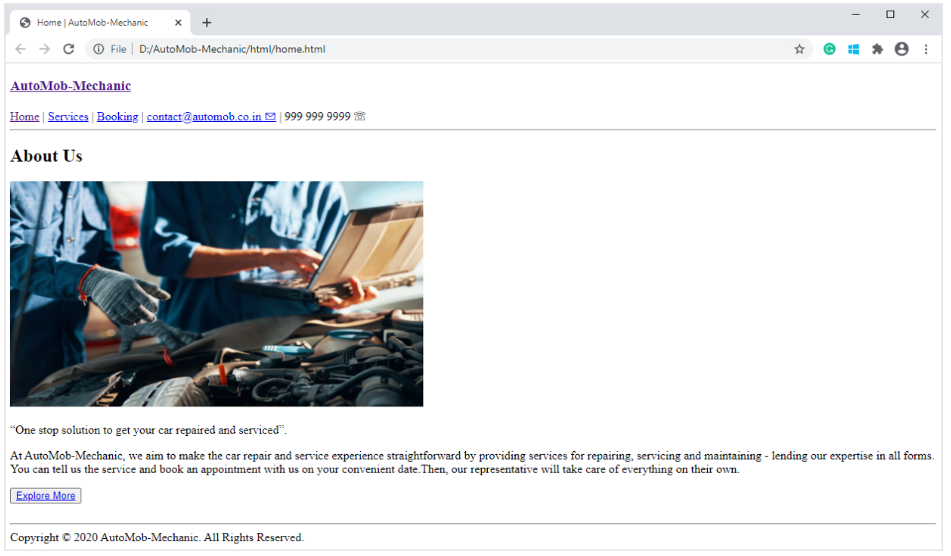 Home | AutoMob-Mechanic
File | D:/AutoMob-Mechanic/html/home.html
AutoMob-Mechanic
Home | Services | Booking | contact@automob.co.in ✉ | 999 999 9999 ☏
About Us
“One stop solution to get your car repaired and serviced”.
At AutoMob-Mechanic, we aim to make the car repair and service experience straightforward by providing services for repairing, servicing and maintaining - lending our expertise in all forms.
You can tell us the service and book an appointment with us on your convenient date.Then, our representative will take care of everything on their own.
Explore More
Copyright © 2020 AutoMob-Mechanic. All Rights Reserved.